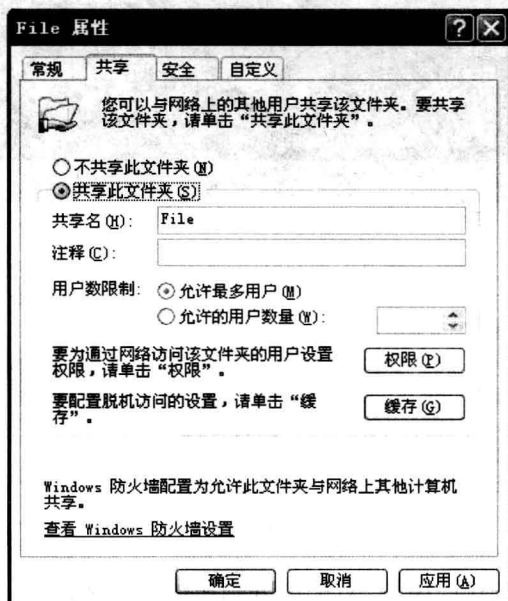 File 属性
常规 共享 安全 自定义
您可以与网络上的其他用户共享该文件夹。要共享
该文件夹，请单击“共享此文件夹”。
不共享此文件夹(N)
共享此文件夹(S)
共享名(H): File
注释(C):
用户数限制: 允许最多用户(M)
允许的用户数量(W):
要为通过网络访问该文件夹的用户设置
权限，请单击“权限”。
权限(P)
要配置脱机访问的设置，请单击“缓
存”。
缓存(G)
Windows 防火墙配置为允许此文件夹与网络上其他计算机
共享。
查看 Windows 防火墙设置
确定 取消 应用(A)